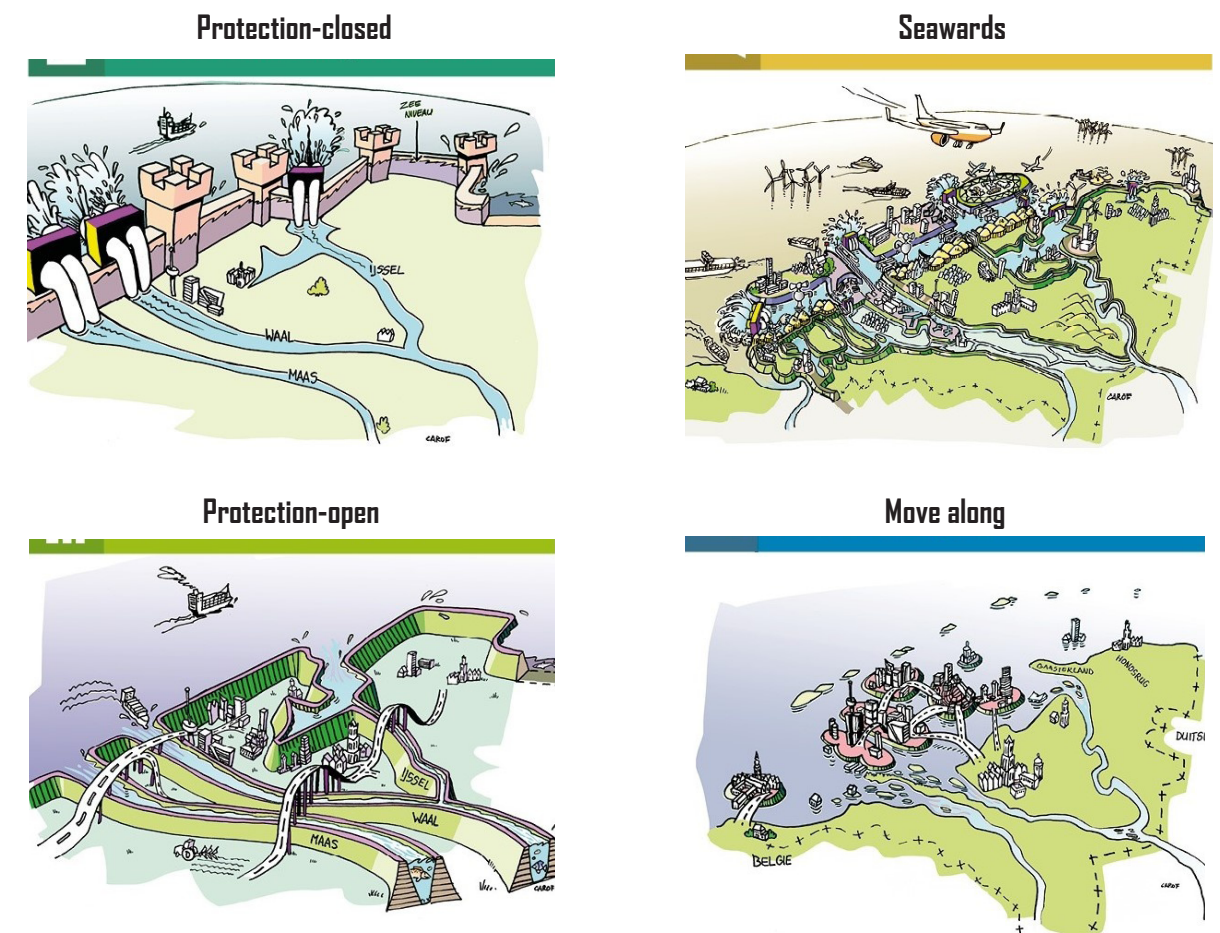 Protection-closed
ZEE
NIVEAU
IJSSEL
WAAL
MAAS
CAROF
Seawards
CAROF
Protection-open
IJSSEL
WAAL
MAAS
D
CAROF
Move along
GAASTERLAND
HONDSRUG
DUITSL
BELGIE
CAROF